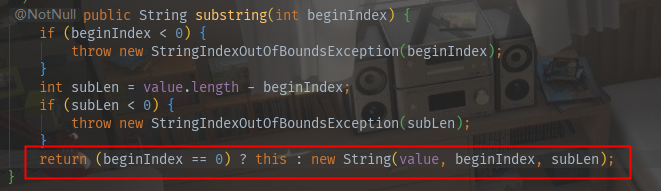 @NotNull public String substring(int beginIndex) {
if (beginIndex < 0) {
throw new StringIndexOutOfBoundsException(beginIndex);
}
int subLen = value.length - beginIndex;
if (subLen < 0) {
throw new StringIndexOutOfBoundsException(subLen);
}
return (beginIndex == 0) ? this : new String(value, beginIndex, subLen);
}